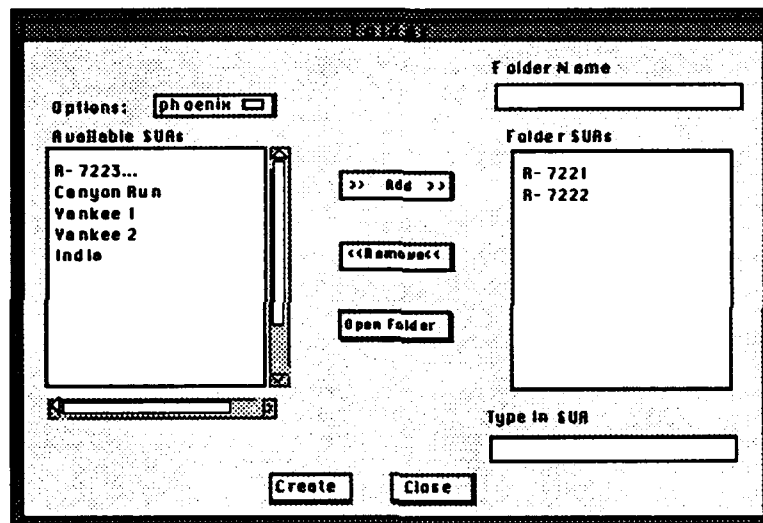 Folder Name
Options: phoenix
Available SUAs
Folder SUAs
R- 7223...
Canyon Run
Yankee 1
Yankee 2
Indio
>> Add >>
<<Remove<<
Open Folder
R- 7221
R- 7222
Type In SUA
Create
Close